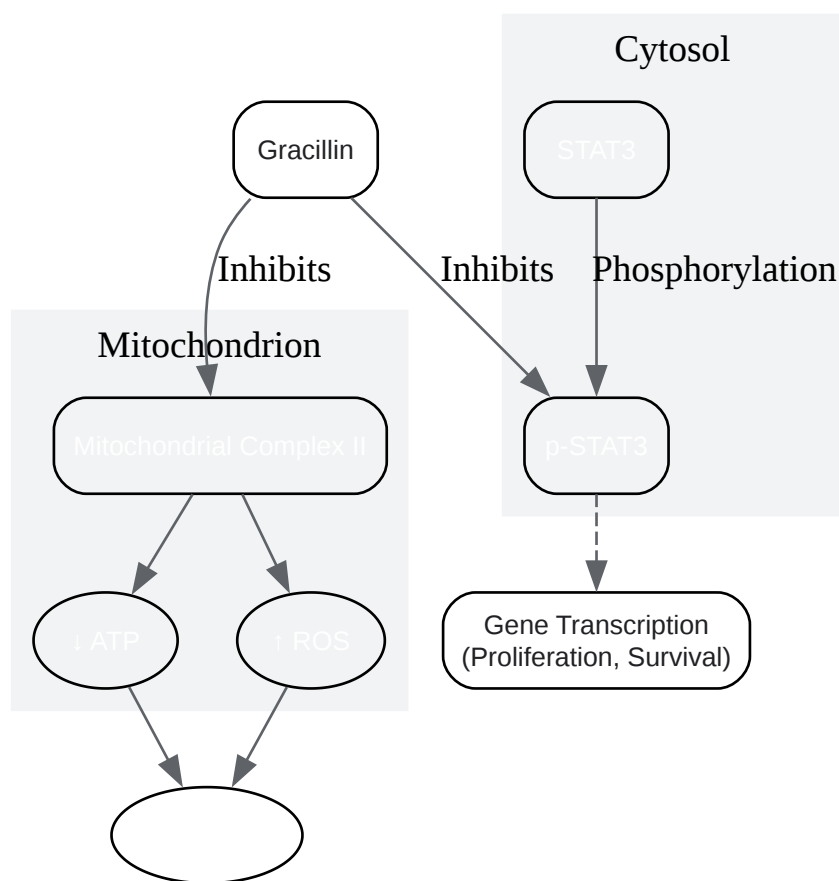 Cytosol
Gracillin
STAT3
Inhibits
Inhibits
Phosphorylation
Mitochondrion
Mitochondrial Complex II
p-STAT3
↓ ATP
↑ ROS
Gene Transcription
(Proliferation, Survival)